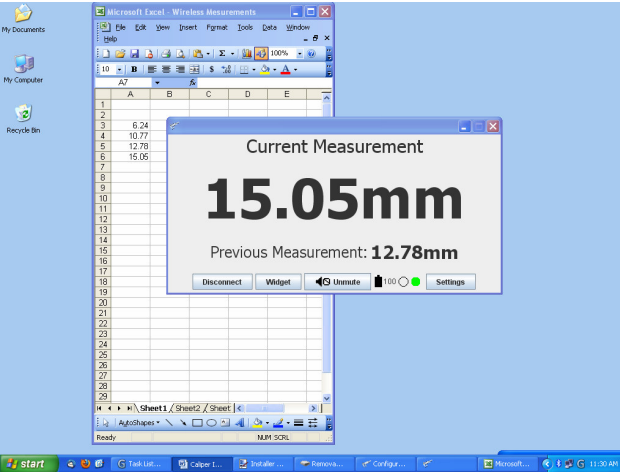 My Documents
My Computer
Recycle Bin
Microsoft Excel - Wireless Mesurements
File Edit View Insert Format Tools Data Window
Help
100%
10 B $
A7 fx
A B C D E
1
2
3 6.24
4 10.77
5 12.78
6 15.05
7
8
9
10
11
12
13
14
15
16
17
18
19
20
21
22
23
24
25
26
27
28
29
Sheet1 Sheet2 Sheet
AutoShapes
Ready NUM SCRL
Current Measurement
15.05mm
Previous Measurement: 12.78mm
Disconnect Widget Unmute 100 Settings
start Task List... Caliper I... Installer ... Remova... Configur... Microsoft... 11:30 AM